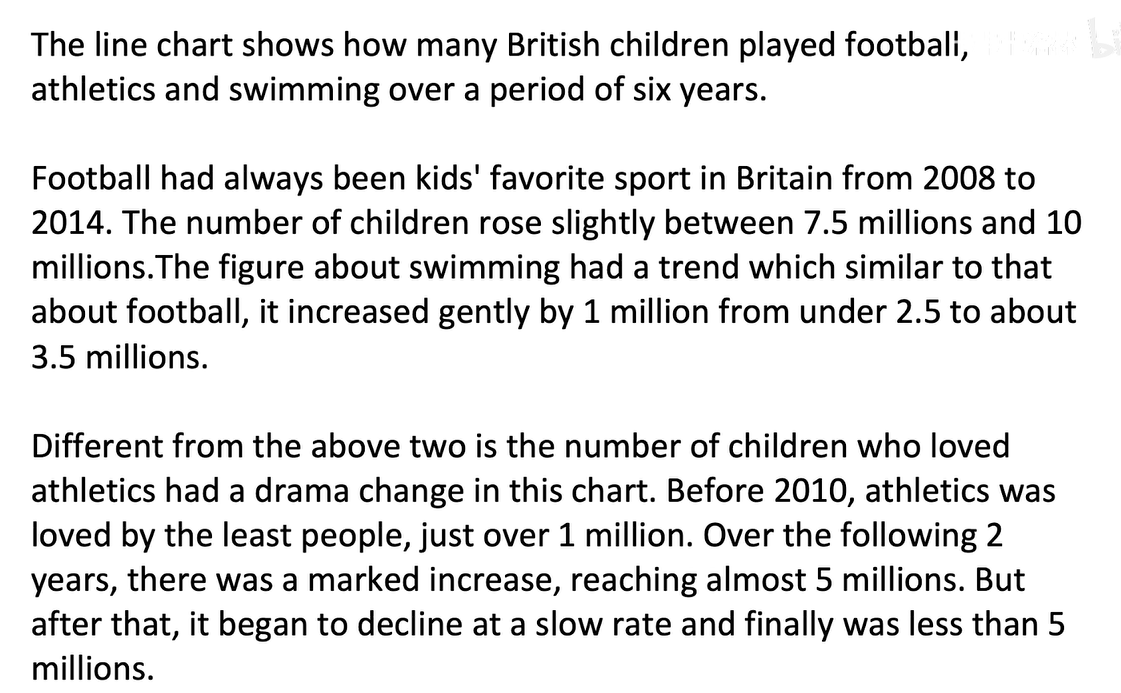 The line chart shows how many British children played football,
athletics and swimming over a period of six years.
Football had always been kids' favorite sport in Britain from 2008 to
2014. The number of children rose slightly between 7.5 millions and 10
millions.The figure about swimming had a trend which similar to that
about football, it increased gently by 1 million from under 2.5 to about
3.5 millions.
Different from the above two is the number of children who loved
athletics had a drama change in this chart. Before 2010, athletics was
loved by the least people, just over 1 million. Over the following 2
years, there was a marked increase, reaching almost 5 millions. But
after that, it began to decline at a slow rate and finally was less than 5
millions.